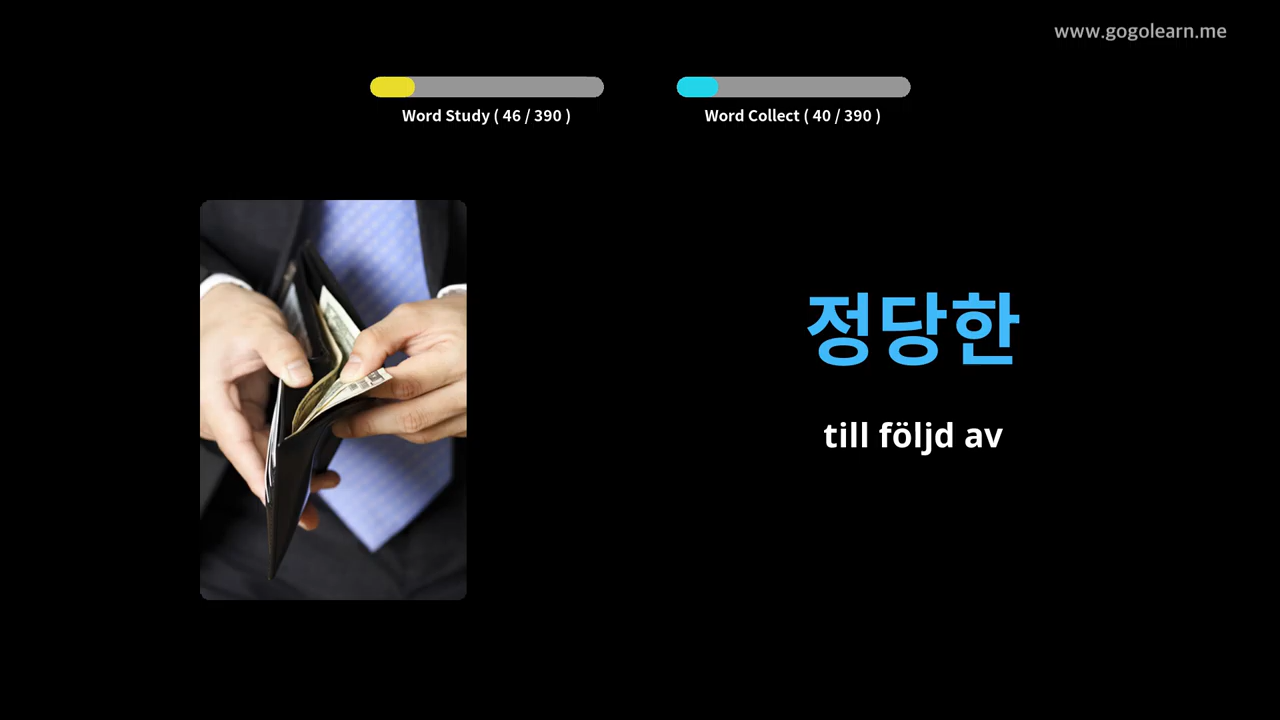 www.gogolearn.me
Word Study ( 46 / 390 )
Word Collect ( 40 / 390 )
정당한
till följd av